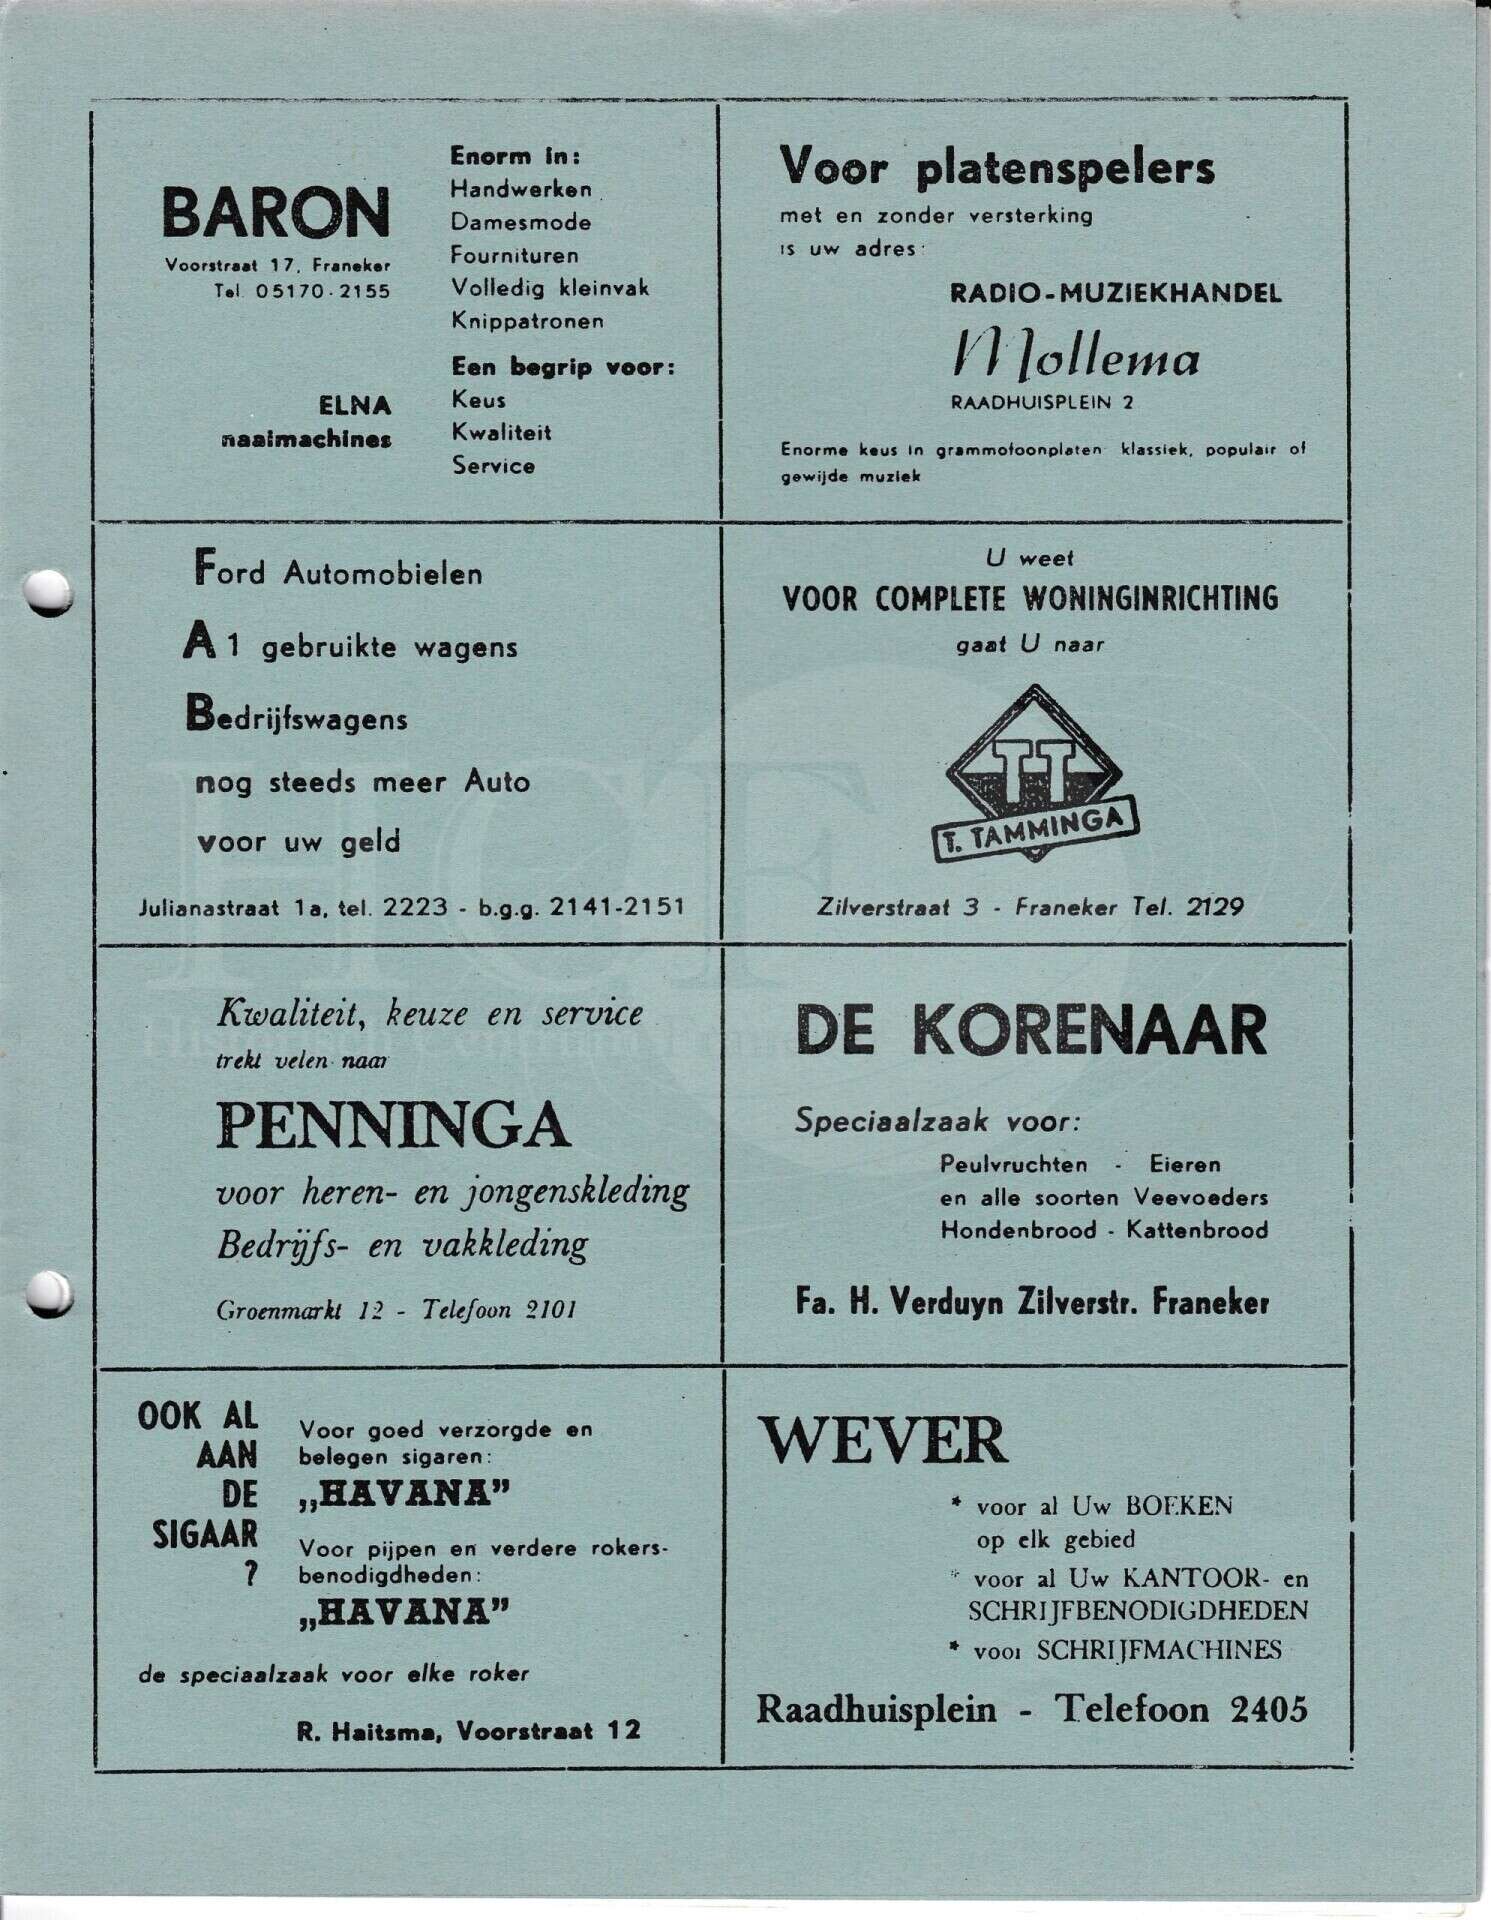 BARON
Voorstraat 17, Franeker
Tel. 05170-2155
ELNA
naaimachines
Enorm in:
Handwerken
Damesmode
Fournituren
Volledig kleinvak
Knippatronen
Een begrip voor:
Keus
Kwaliteit
Service
Voor platenspelers
met en zonder versterking
is uw adres:
RADIO-MUZIEKHANDEL
Mollema
RAADHUISPLEIN 2
Enorme keus in grammofoonplaten klassiek, populair of
gewijde muziek
Ford Automobielen
A 1 gebruikte wagens
Bedrijfswagens
nog steeds meer Auto
voor uw geld
Julianastraat 1a, tel. 2223 - b.g.g. 2141-2151
U weet
VOOR COMPLETE WONINGINRICHTING
gaat U naar
TT
T. TAMMINGA
Zilverstraat 3 - Franeker Tel. 2129
Kwaliteit, keuze en service
trekt velen naar
PENNINGA
voor heren- en jongenskleding
Bedrijfs- en vakkleding
Groenmarkt 12 - Telefoon 2101
DE KORENAAR
Speciaalzaak voor:
Peulvruchten - Eieren
en alle soorten Veevoeders
Hondenbrood - Kattenbrood
Fa. H. Verduyn Zilverstr. Franeker
OOK AL
AAN
DE
SIGAAR
?
Voor goed verzorgde en
belegen sigaren:
„HAVANA”
Voor pijpen en verdere rokers-
benodigdheden:
„HAVANA”
de speciaalzaak voor elke roker
R. Haitsma, Voorstraat 12
WEVER
* voor al Uw BOEKEN
op elk gebied
* voor al Uw KANTOOR- en
SCHRIJFBENODIGDHEDEN
* voor SCHRIJFMACHINES
Raadhuisplein - Telefoon 2405